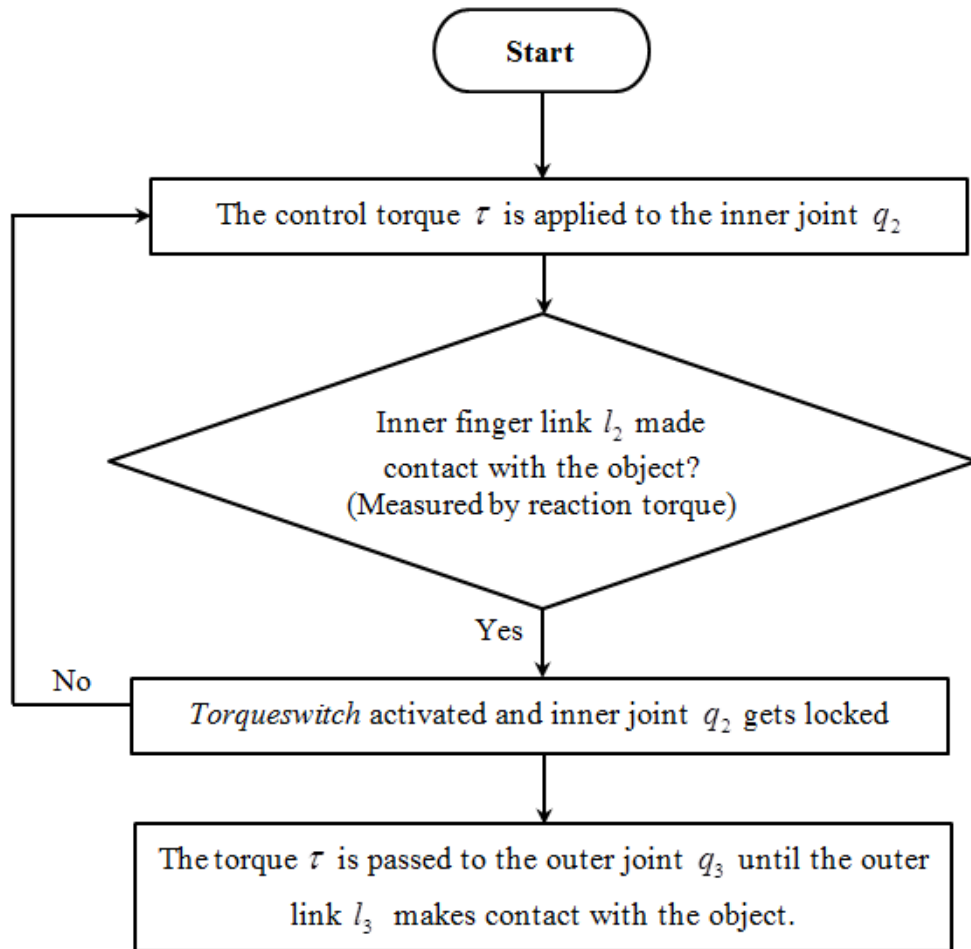 Start
The control torque τ is applied to the inner joint q₂
Inner finger link l₂ made
contact with the object?
(Measured by reaction torque)
Yes
No
Torqueswitch activated and inner joint q₂ gets locked
The torque τ is passed to the outer joint q₃ until the outer
link l₃ makes contact with the object.